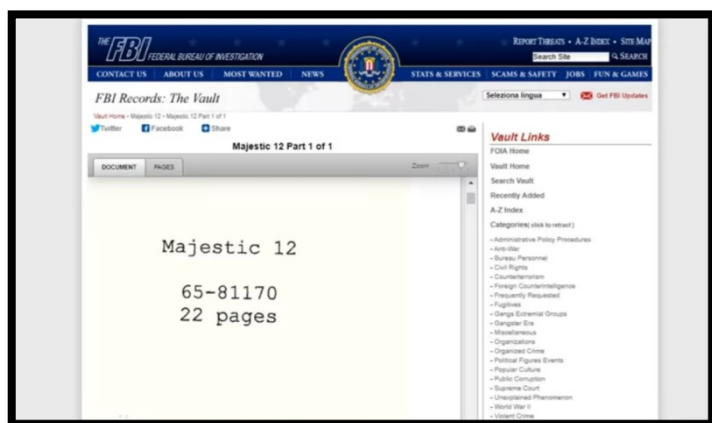 THE FBI FEDERAL BUREAU OF INVESTIGATION
REPORT THREATS • A-Z INDEX • SITE MAP
Search Site SEARCH
CONTACT US ABOUT US MOST WANTED NEWS STATS & SERVICES SCAMS & SAFETY JOBS FUN & GAMES
FBI Records: The Vault
Seleziona lingua Get FBI Updates
Vault Home • Majestic 12 • Majestic 12 Part 1 of 1
Twitter Facebook Share
Majestic 12 Part 1 of 1
DOCUMENT PAGES Zoom
Majestic 12
65-81170
22 pages
Vault Links
FOIA Home
Vault Home
Search Vault
Recently Added
A-Z Index
Categories( click to retract )
- Administrative Policy Procedures
- Anti-War
- Bureau Personnel
- Civil Rights
- Counterterrorism
- Foreign Counterintelligence
- Frequently Requested
- Fugitives
- Gangs Extremist Groups
- Gangster Era
- Miscellaneous
- Organizations
- Organized Crime
- Political Figures Events
- Popular Culture
- Public Corruption
- Supreme Court
- Unexplained Phenomenon
- World War II
- Violent Crime